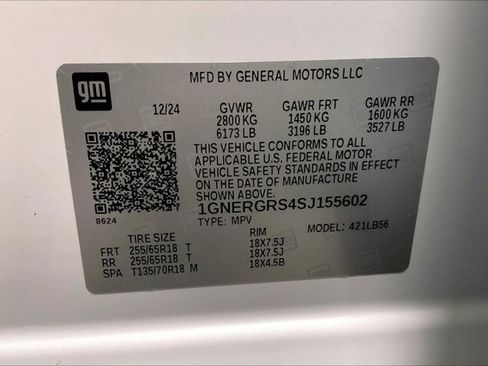 gm
MFD BY GENERAL MOTORS LLC
12/24 GVWR GAWR FRT GAWR RR
2800 KG 1450 KG 1600 KG
6173 LB 3196 LB 3527 LB
THIS VEHICLE CONFORMS TO ALL
APPLICABLE U.S. FEDERAL MOTOR
VEHICLE SAFETY STANDARDS IN EFFECT
ON THE DATE OF MANUFACTURE
SHOWN ABOVE.
1GNERGRS4SJ155602
8624
TYPE: MPV MODEL: 421LB56
TIRE SIZE RIM
FRT 255/65R18 T 18X7.5J
RR 255/65R18 T 18X7.5J
SPA T135/70R18 M 18X4.5B